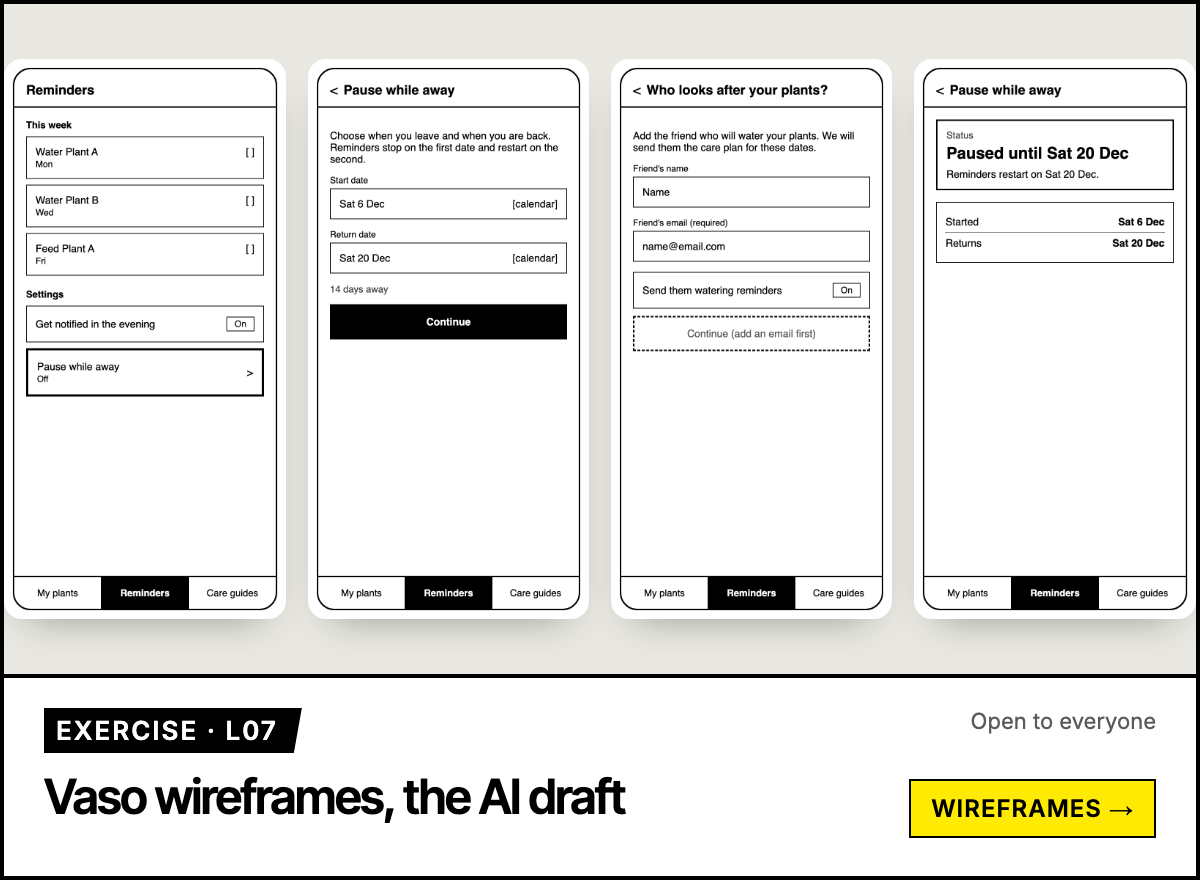 Reminders
This week
Water Plant A [ ]
Mon
Water Plant B [ ]
Wed
Feed Plant A [ ]
Fri
Settings
Get notified in the evening On
Pause while away
Off
>
My plants Reminders Care guides
< Pause while away
Choose when you leave and when you are back.
Reminders stop on the first date and restart on the
second.
Start date
Sat 6 Dec [calendar]
Return date
Sat 20 Dec [calendar]
14 days away
Continue
My plants Reminders Care guides
< Who looks after your plants?
Add the friend who will water your plants. We will
send them the care plan for these dates.
Friend's name
Name
Friend's email (required)
name@email.com
Send them watering reminders On
Continue (add an email first)
My plants Reminders Care guides
< Pause while away
Status
Paused until Sat 20 Dec
Reminders restart on Sat 20 Dec.
Started Sat 6 Dec
Returns Sat 20 Dec
My plants Reminders Care guides
EXERCISE · L07
Open to everyone
Vaso wireframes, the AI draft
WIREFRAMES →